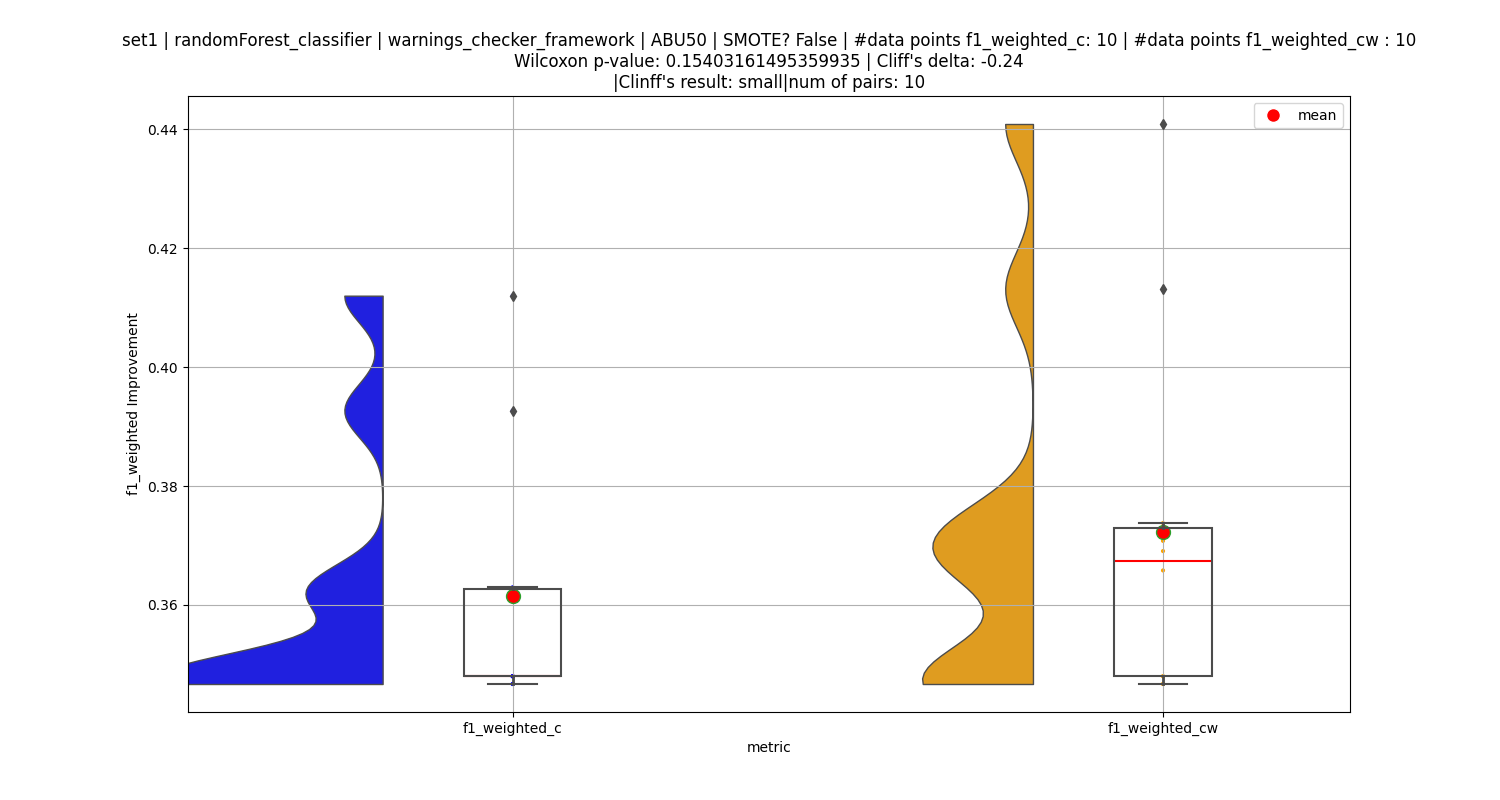 set1 | randomForest_classifier | warnings_checker_framework | ABU50 | SMOTE? False | #data points f1_weighted_c: 10 | #data points f1_weighted_cw : 10
Wilcoxon p-value: 0.15403161495359935 | Cliff's delta: -0.24
|Clinff's result: small|num of pairs: 10
mean
0.44
0.42
0.40
0.38
0.36
f1_weighted Improvement
f1_weighted_c
f1_weighted_cw
metric